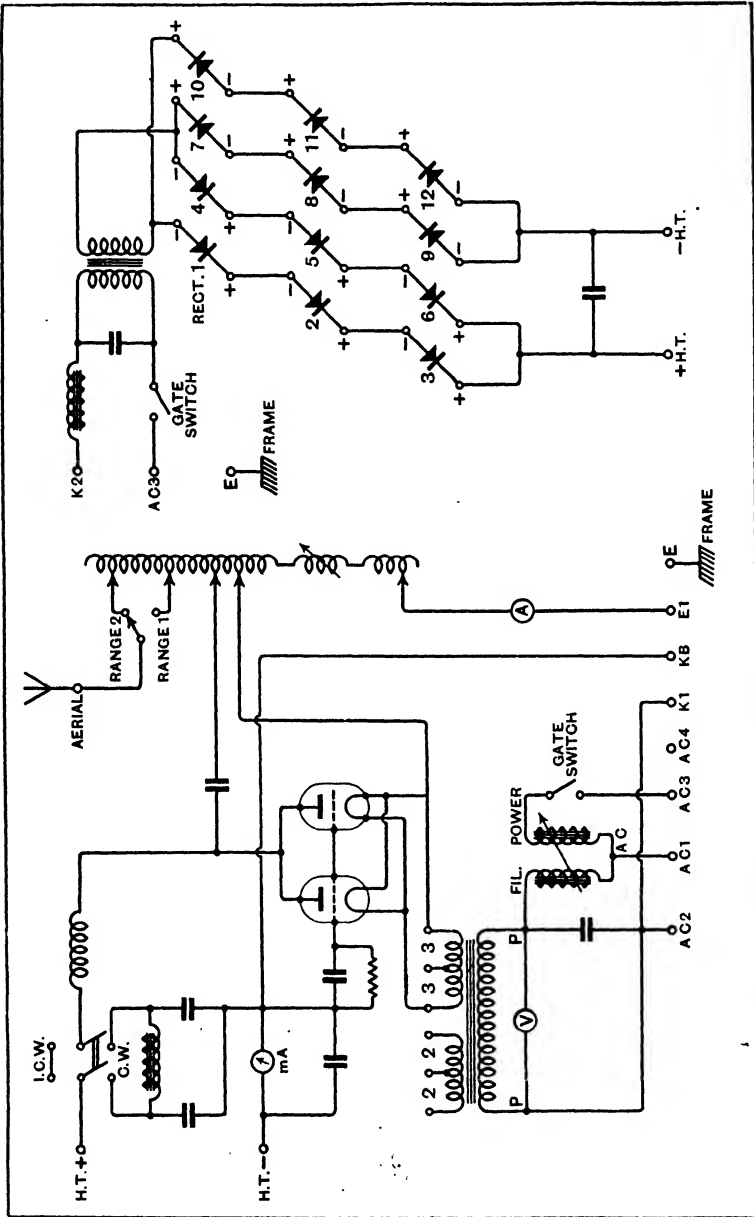 I.C.W.
H.T.+
C.W.
H.T.−
mA
AERIAL
RANGE 2
RANGE 1
K2
AC3
GATE
SWITCH
E
FRAME
RECT.1
4
7
10
2
5
8
11
3
6
9
12
+
−
+
−
+
−
+
−
+
−
+
−
+
−
+
−
+
−
+
−
+
−
+
−
+H.T.
−H.T.
2 2
3 3
P
V
P
FIL.
POWER
AC
GATE
SWITCH
A
AC2
AC1
AC3
AC4
K1
KB
E1
E
FRAME